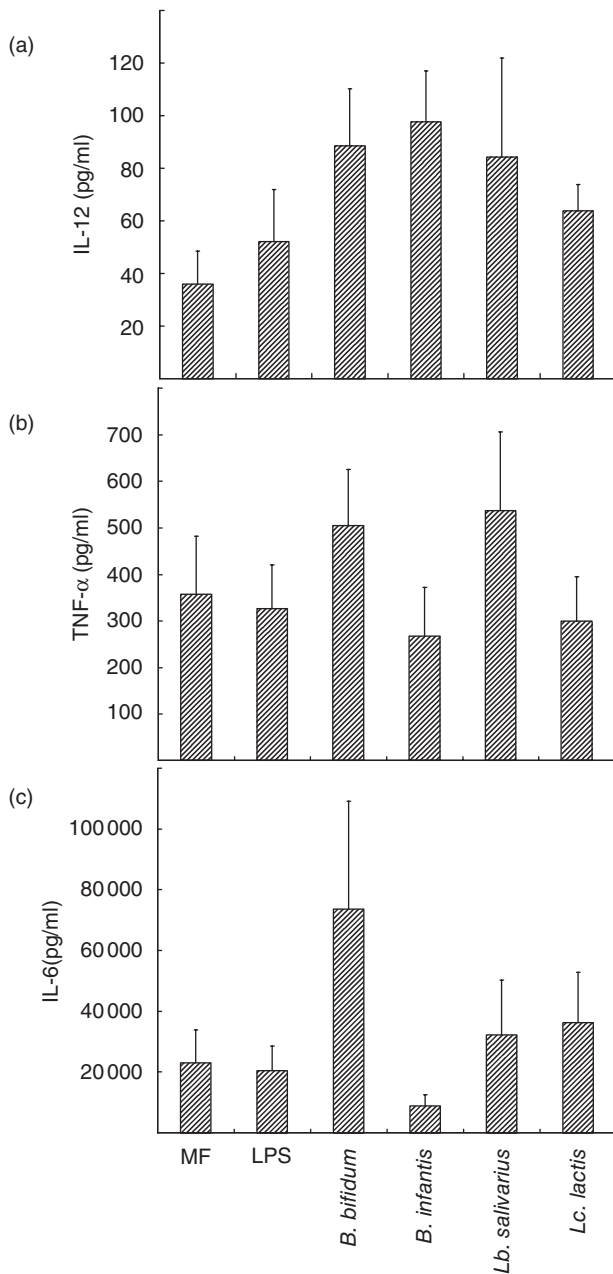 (a)
IL-12 (pg/ml)
120
100
80
60
40
20
(b)
TNF-α (pg/ml)
700
600
500
400
300
200
100
(c)
IL-6(pg/ml)
100 000
80 000
60 000
40 000
20 000
MF
LPS
B. bifidum
B. infantis
Lb. salivarius
Lc. lactis